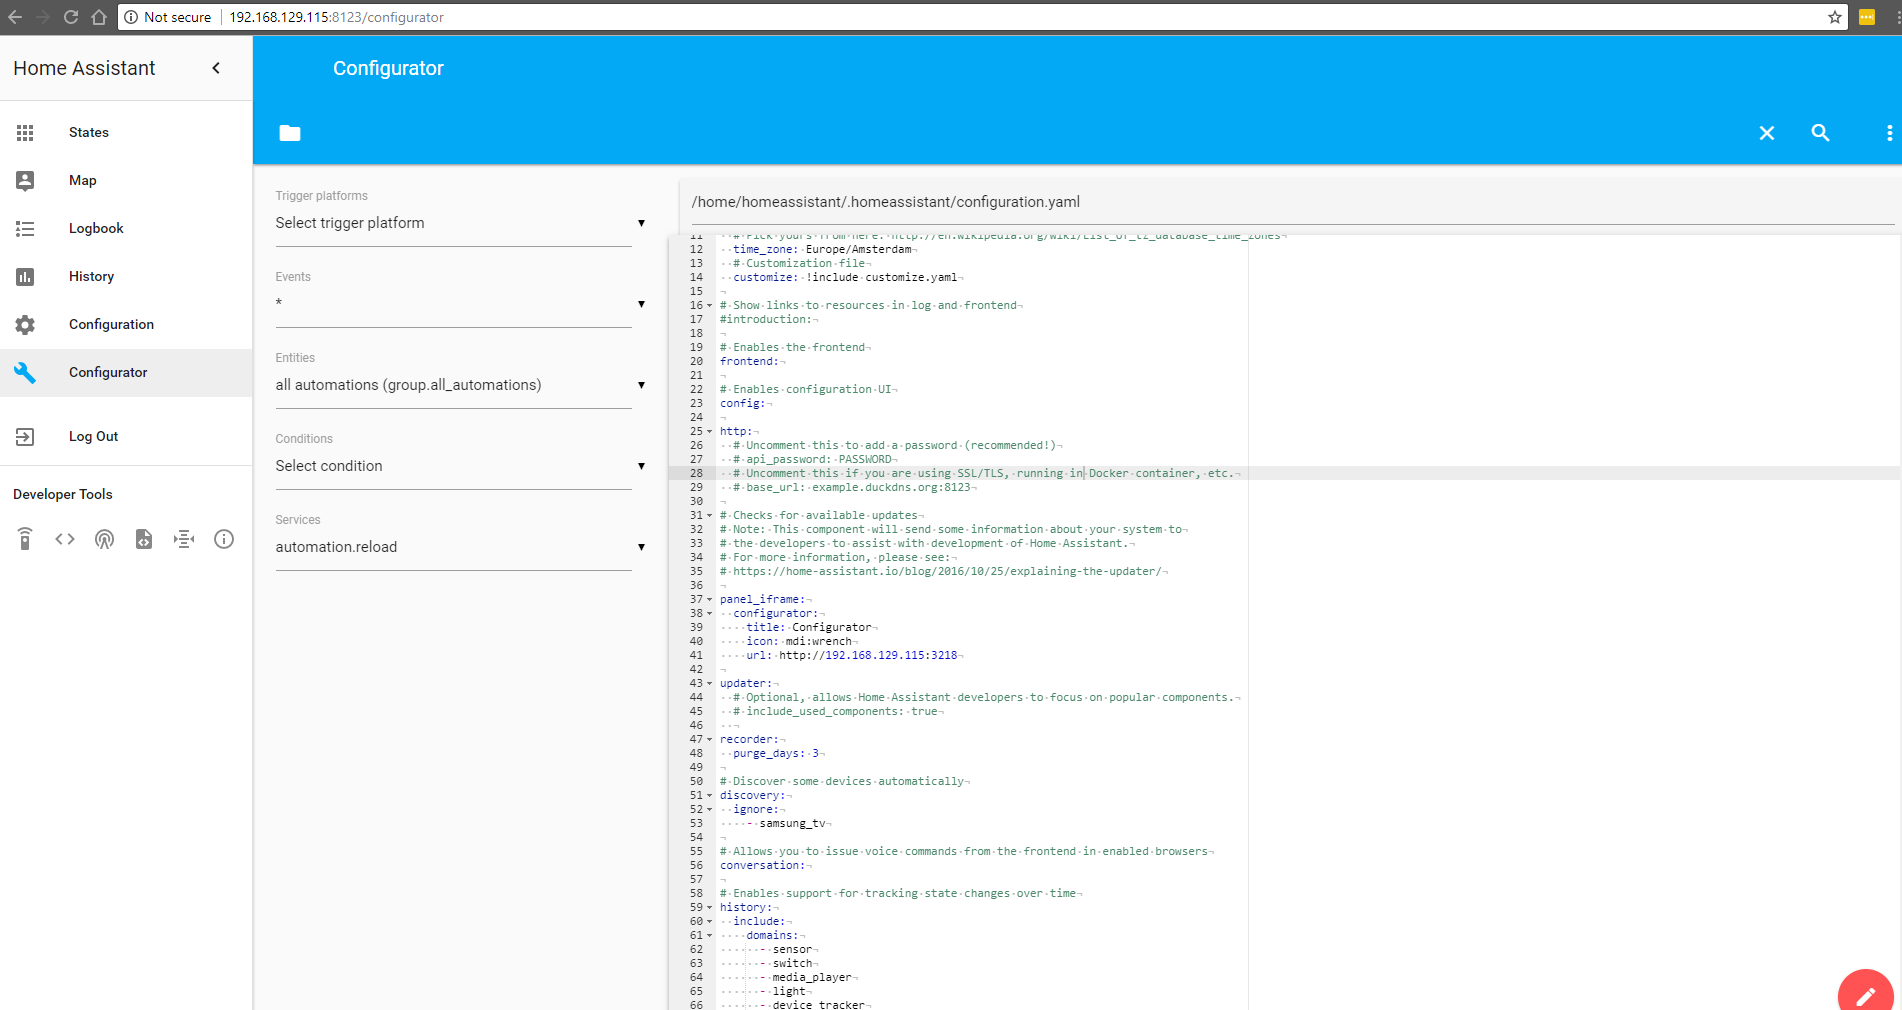 Not secure
192.168.129.115:8123/configurator
Home Assistant
Configurator
States
Map
Logbook
History
Configuration
Configurator
Log Out
Developer Tools
Trigger platforms
Select trigger platform
Events
*
Entities
all automations (group.all_automations)
Conditions
Select condition
Services
automation.reload
/home/homeassistant/.homeassistant/configuration.yaml
11 # Pick yours from here: http://en.wikipedia.org/wiki/List_of_tz_database_time_zones
12 time_zone: Europe/Amsterdam
13 # Customization file
14 customize: !include customize.yaml
15
16 # Show links to resources in log and frontend
17 #introduction:
18
19 # Enables the frontend
20 frontend:
21
22 # Enables configuration UI
23 config:
24
25 http:
26 # Uncomment this to add a password (recommended!)
27 # api_password: PASSWORD
28 # Uncomment this if you are using SSL/TLS, running in Docker container, etc.
29 # base_url: example.duckdns.org:8123
30
31 # Checks for available updates
32 # Note: This component will send some information about your system to
33 # the developers to assist with development of Home Assistant.
34 # For more information, please see:
35 # https://home-assistant.io/blog/2016/10/25/explaining-the-updater/
36
37 panel_iframe:
38 configurator:
39 title: Configurator
40 icon: mdi:wrench
41 url: http://192.168.129.115:3218
42
43 updater:
44 # Optional, allows Home Assistant developers to focus on popular components.
45 # include_used_components: true
46
47 recorder:
48 purge_days: 3
49
50 # Discover some devices automatically
51 discovery:
52 ignore:
53 - samsung_tv
54
55 # Allows you to issue voice commands from the frontend in enabled browsers
56 conversation:
57
58 # Enables support for tracking state changes over time
59 history:
60 include:
61 domains:
62 - sensor
63 - switch
64 - media_player
65 - light
66 - device_tracker